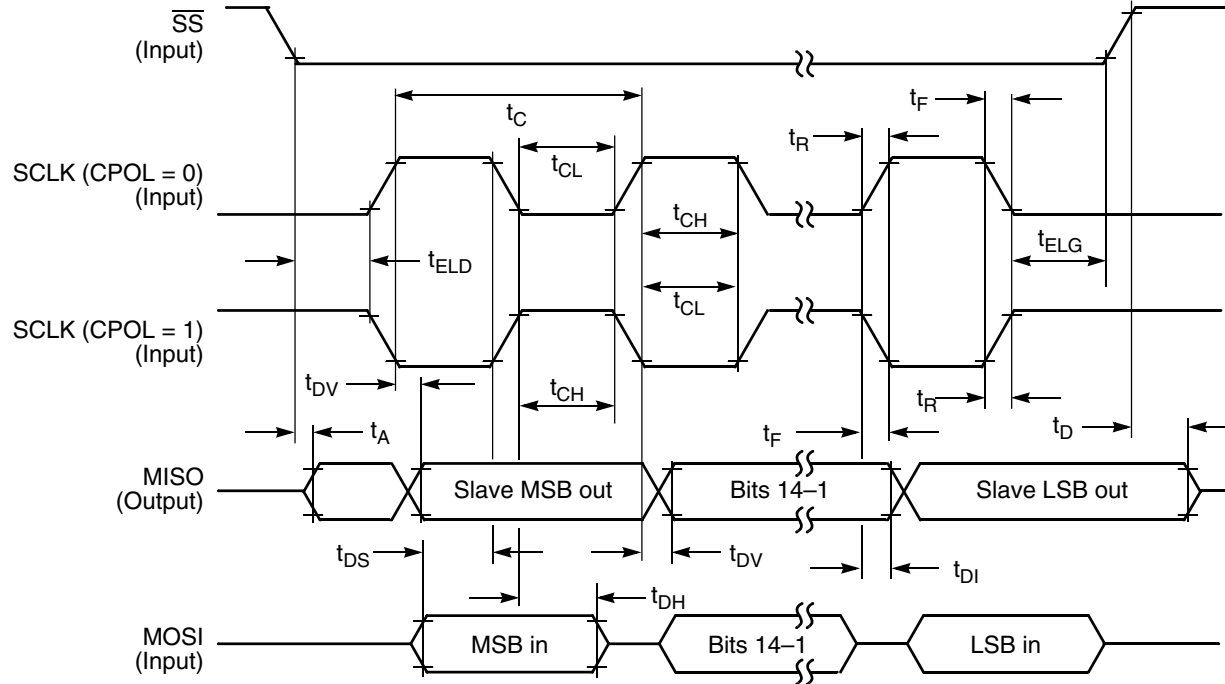 SS
(Input)
tF
tC
tR
SCLK (CPOL = 0)
(Input)
tCL
tCH
tELG
tELD
tCL
SCLK (CPOL = 1)
(Input)
tDV
tCH
tR
tA
tF
tD
MISO
(Output)
Slave MSB out
Bits 14–1
Slave LSB out
tDS
tDV
tDI
tDH
MOSI
(Input)
MSB in
Bits 14–1
LSB in